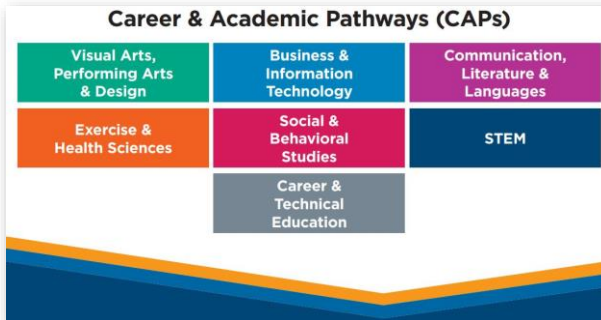 Career & Academic Pathways (CAPs)
Visual Arts,
Performing Arts
& Design
Business &
Information
Technology
Communication,
Literature &
Languages
Exercise &
Health Sciences
Social &
Behavioral
Studies
STEM
Career &
Technical
Education